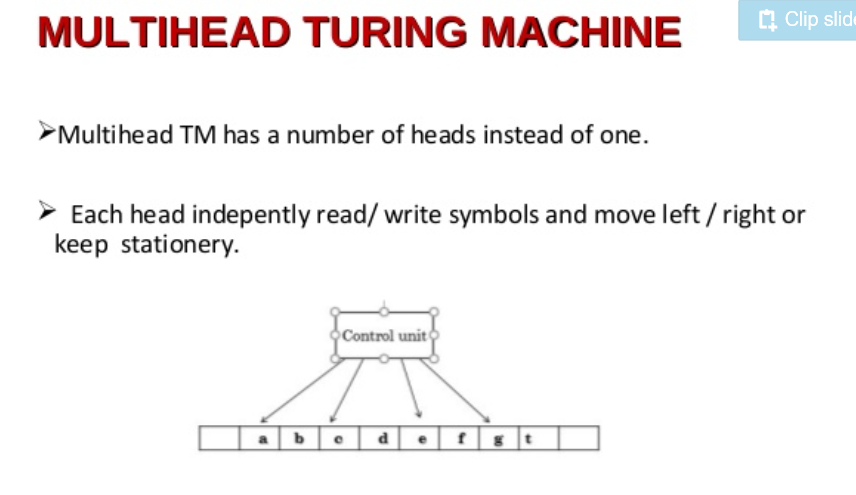 MULTIHEAD TURING MACHINE
Clip slide
➢Multihead TM has a number of heads instead of one.
➢ Each head indepently read/ write symbols and move left / right or
keep stationery.
Control unit
a b c d e f g t